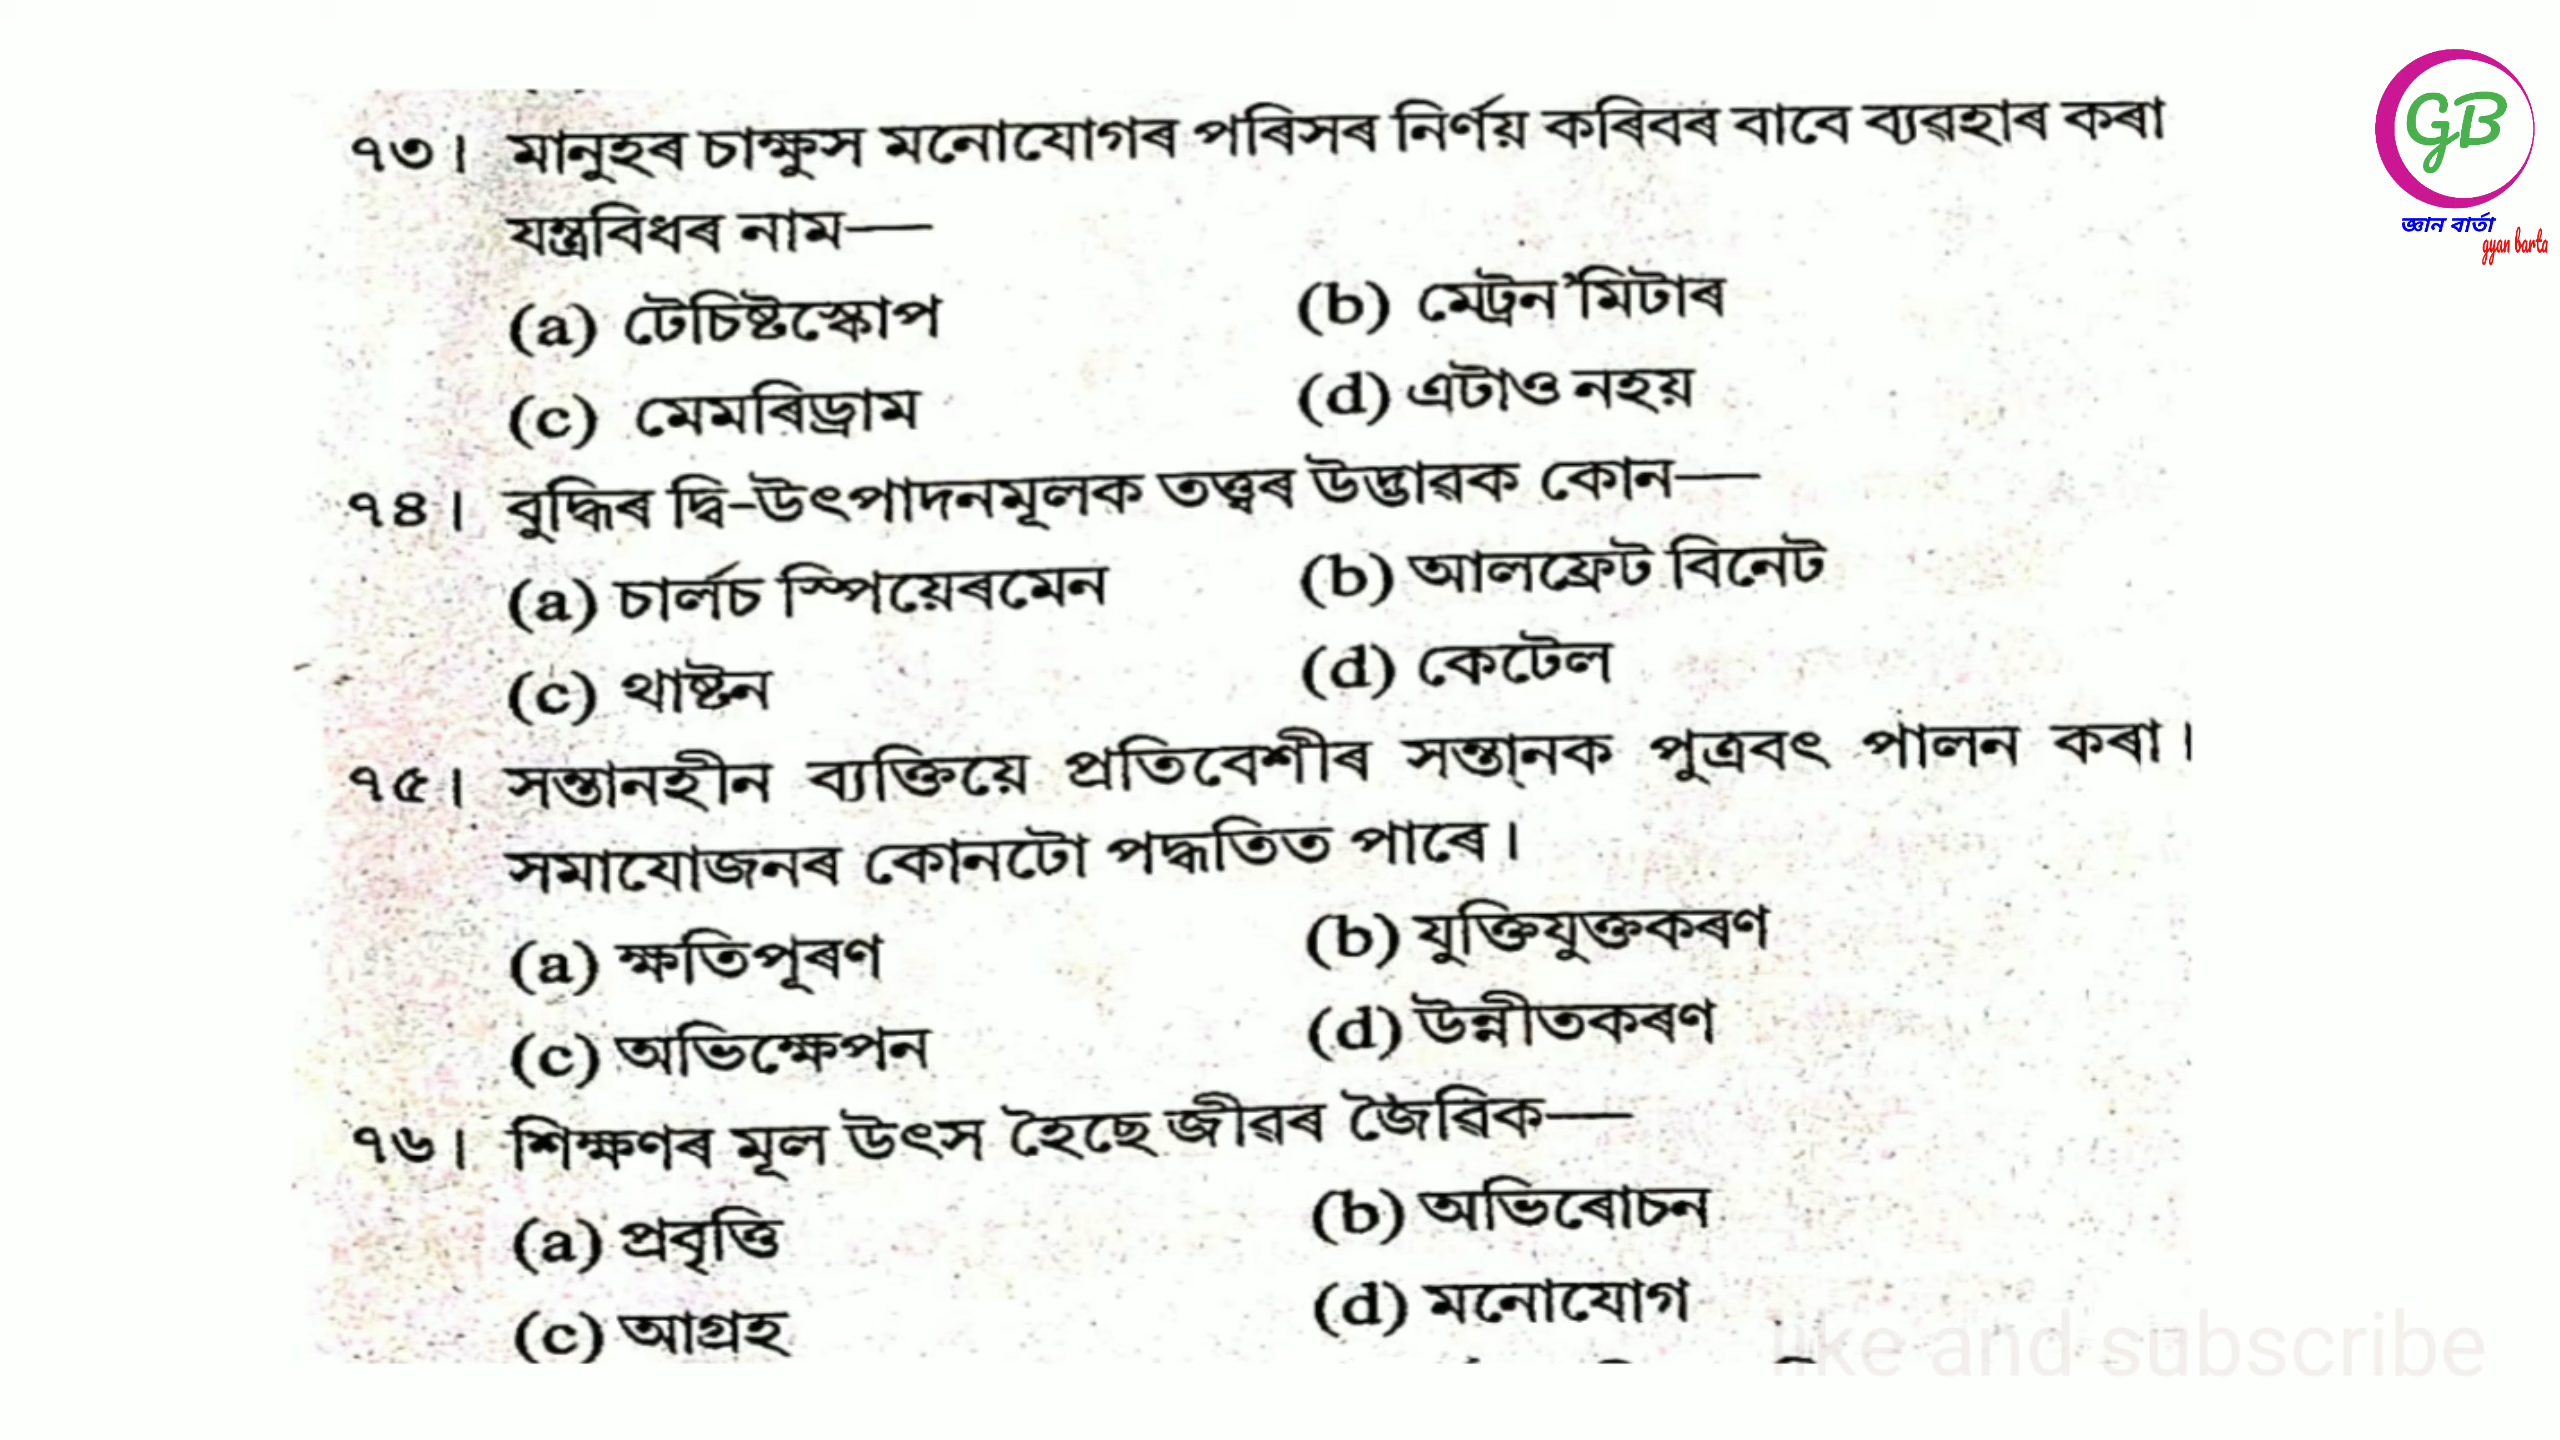 GB
জ্ঞান বাৰ্তা
gyan barta
৭৩। মানুহৰ চাক্ষুস মনোযোগৰ পৰিসৰ নিৰ্ণয় কৰিবৰ বাবে ব্যৱহাৰ কৰা
যন্ত্ৰবিধৰ নাম—
(a) টেচিষ্টস্কোপ (b) মেট্ৰন'মিটাৰ
(c) মেমৰিড্ৰাম (d) এটাও নহয়
৭৪। বুদ্ধিৰ দ্বি-উৎপাদনমূলক তত্ত্বৰ উদ্ভাৱক কোন—
(a) চাৰ্লচ স্পিয়েৰমেন (b) আলফ্ৰেট বিনেট
(c) থাষ্টন (d) কেটেল
৭৫। সন্তানহীন ব্যক্তিয়ে প্ৰতিবেশীৰ সন্তানক পুত্ৰবৎ পালন কৰা।
সমাযোজনৰ কোনটো পদ্ধতিত পাৰে।
(a) ক্ষতিপূৰণ (b) যুক্তিযুক্তকৰণ
(c) অভিক্ষেপন (d) উন্নীতকৰণ
৭৬। শিক্ষণৰ মূল উৎস হৈছে জীৱৰ জৈৱিক—
(a) প্ৰবৃত্তি (b) অভিৰোচন
(c) আগ্ৰহ (d) মনোযোগ
like and subscribe